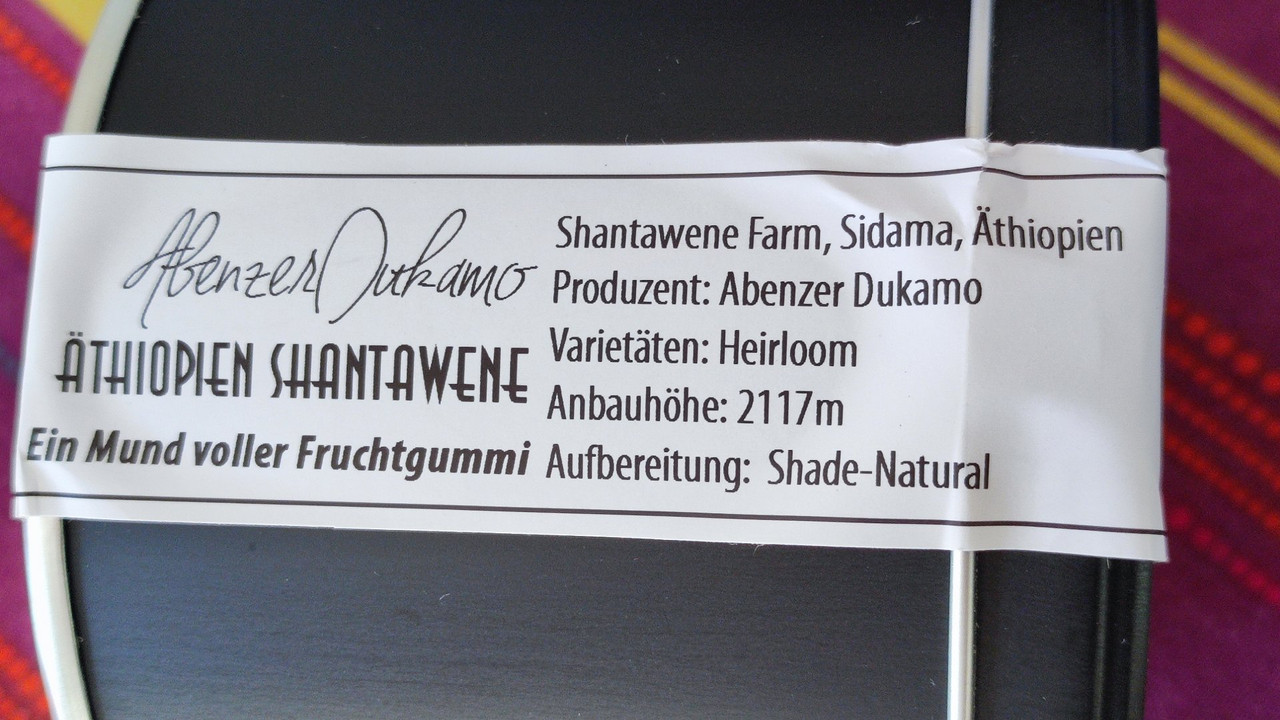 Abenzer Dukamo
ÄTHIOPIEN SHANTAWENE
Ein Mund voller Fruchtgummi
Shantawene Farm, Sidama, Äthiopien
Produzent: Abenzer Dukamo
Varietäten: Heirloom
Anbauhöhe: 2117m
Aufbereitung: Shade-Natural